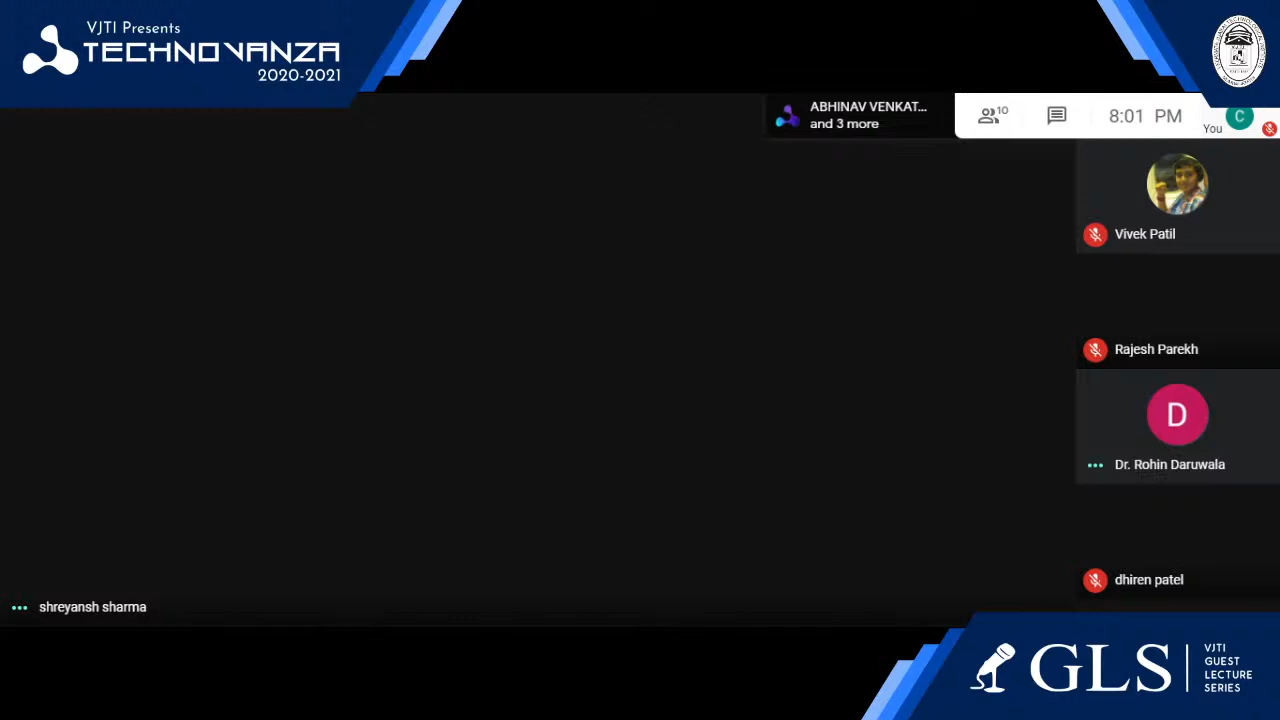 VJTI Presents
TECHNOVANZA
2020-2021
ABHINAV VENKAT...
and 3 more
10
8:01 PM
You
C
Vivek Patil
Rajesh Parekh
D
Dr. Rohin Daruwala
dhiren patel
shreyansh sharma
GLS
VJTI
GUEST
LECTURE
SERIES